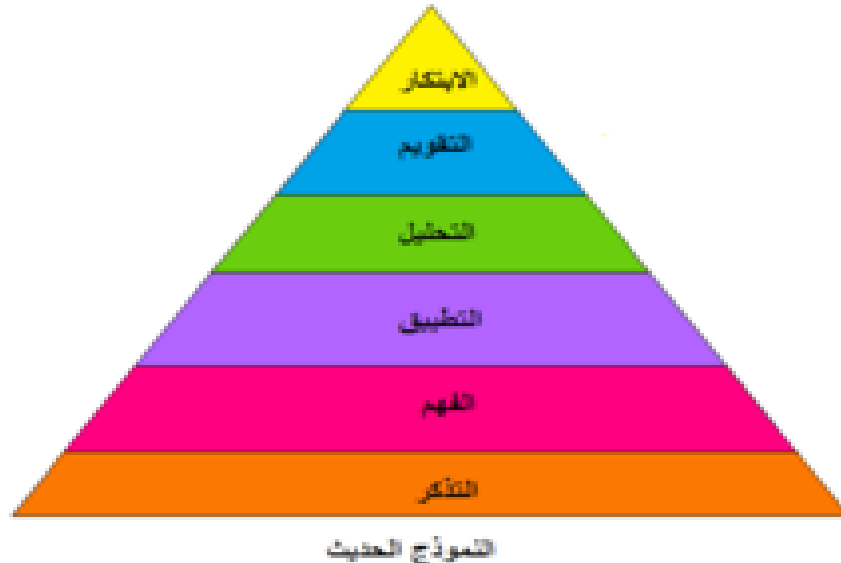 الابتكار
التقويم
التحليل
التطبيق
الفهم
التذكر
النموذج الحديث